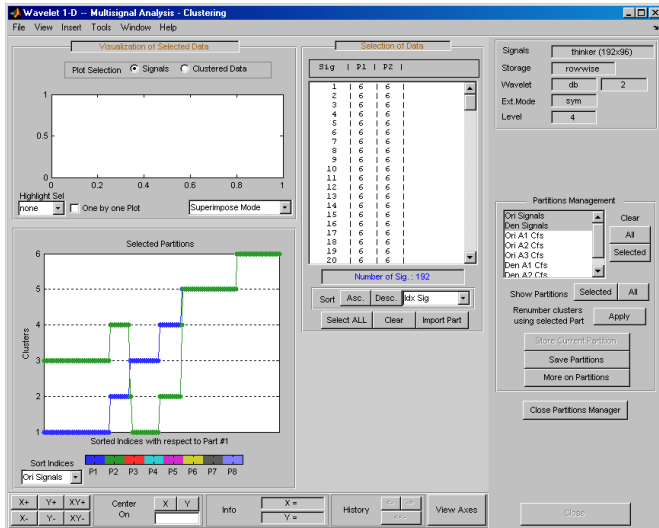 Wavelet 1-D -- Multisignal Analysis - Clustering
File View Insert Tools Window Help
Visualization of Selected Data
Plot Selection Signals Clustered Data
1
0.5
0
0 0.2 0.4 0.6 0.8 1
Highlight Sel
none One by one Plot Superimpose Mode
Selected Partitions
6
5
4
3
2
1
Clusters
Sorted Indices with respect to Part #1
Sort Indices
Ori Signals
P1 P2 P3 P4 P5 P6 P7 P8
Selection of Data
Sig | P1 | P2 |
1 | 6 | 6 |
2 | 6 | 6 |
3 | 6 | 6 |
4 | 6 | 6 |
5 | 6 | 6 |
6 | 6 | 6 |
7 | 6 | 6 |
8 | 6 | 6 |
9 | 6 | 6 |
10 | 6 | 6 |
11 | 6 | 6 |
12 | 6 | 6 |
13 | 6 | 6 |
14 | 6 | 6 |
15 | 6 | 6 |
16 | 6 | 6 |
17 | 6 | 6 |
18 | 6 | 6 |
19 | 6 | 6 |
20 | 6 | 6 |
Number of Sig. : 192
Sort Asc. Desc. Idx Sig
Select ALL Clear Import Part
Signals thinker (192x96)
Storage rowwise
Wavelet db 2
Ext.Mode sym
Level 4
Partitions Management
Ori Signals
Den Signals
Ori A1 Cfs
Ori A2 Cfs
Ori A3 Cfs
Den A1 Cfs
Den A2 Cfs
Clear
All
Selected
Show Partitions Selected All
Renumber clusters
using selected Part
Apply
Store Current Partition
Save Partitions
More on Partitions
Close Partitions Manager
X+ Y+ XY+
X- Y- XY-
Center
On
X Y
Info
X =
Y =
History
<- ->
<<-
View Axes
Close